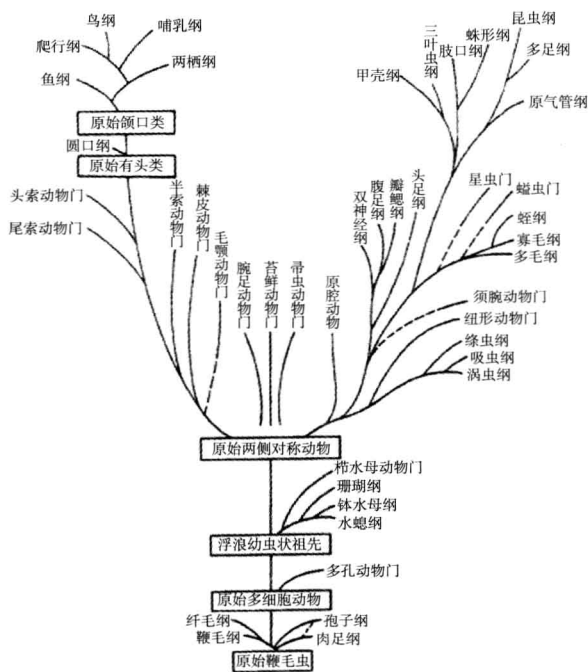 鸟纲
哺乳纲
爬行纲
两栖纲
鱼纲
原始颌口类
圆口纲
原始有头类
头索动物门
尾索动物门
半索动物门
棘皮动物门
毛颚动物门
腕足动物门
苔鲜动物门
帚虫动物门
原腔动物
双神经纲
腹足纲
瓣鳃纲
头足纲
甲壳纲
三叶虫纲
肢口纲
蛛形纲
昆虫纲
多足纲
原气管纲
星虫门
螠虫门
蛭纲
寡毛纲
多毛纲
须腕动物门
纽形动物门
绦虫纲
吸虫纲
涡虫纲
原始两侧对称动物
栉水母动物门
珊瑚纲
钵水母纲
水螅纲
浮浪幼虫状祖先
多孔动物门
原始多细胞动物
纤毛纲
孢子纲
鞭毛纲
肉足纲
原始鞭毛虫